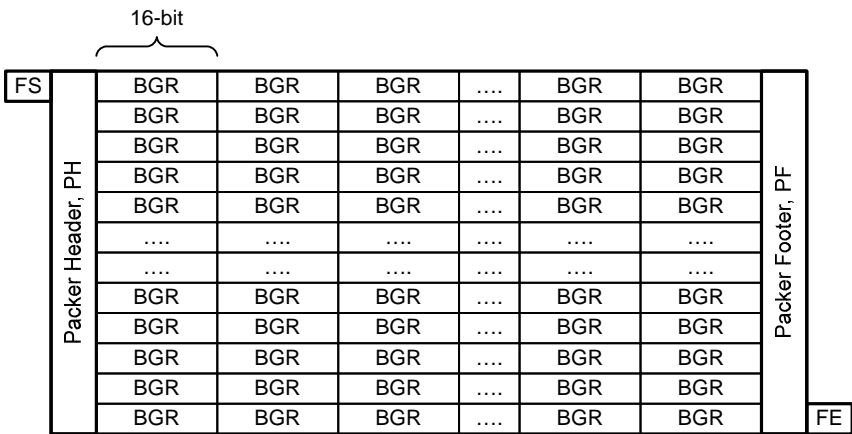 16-bit
FS BGR BGR BGR .... BGR BGR
BGR BGR BGR .... BGR BGR
BGR BGR BGR .... BGR BGR
BGR BGR BGR .... BGR BGR
BGR BGR BGR .... BGR BGR
.... .... .... .... .... ....
.... .... .... .... .... ....
BGR BGR BGR .... BGR BGR
BGR BGR BGR .... BGR BGR
BGR BGR BGR .... BGR BGR
BGR BGR BGR .... BGR BGR
BGR BGR BGR .... BGR BGR FE
Packer Header, PH
Packer Footer, PF